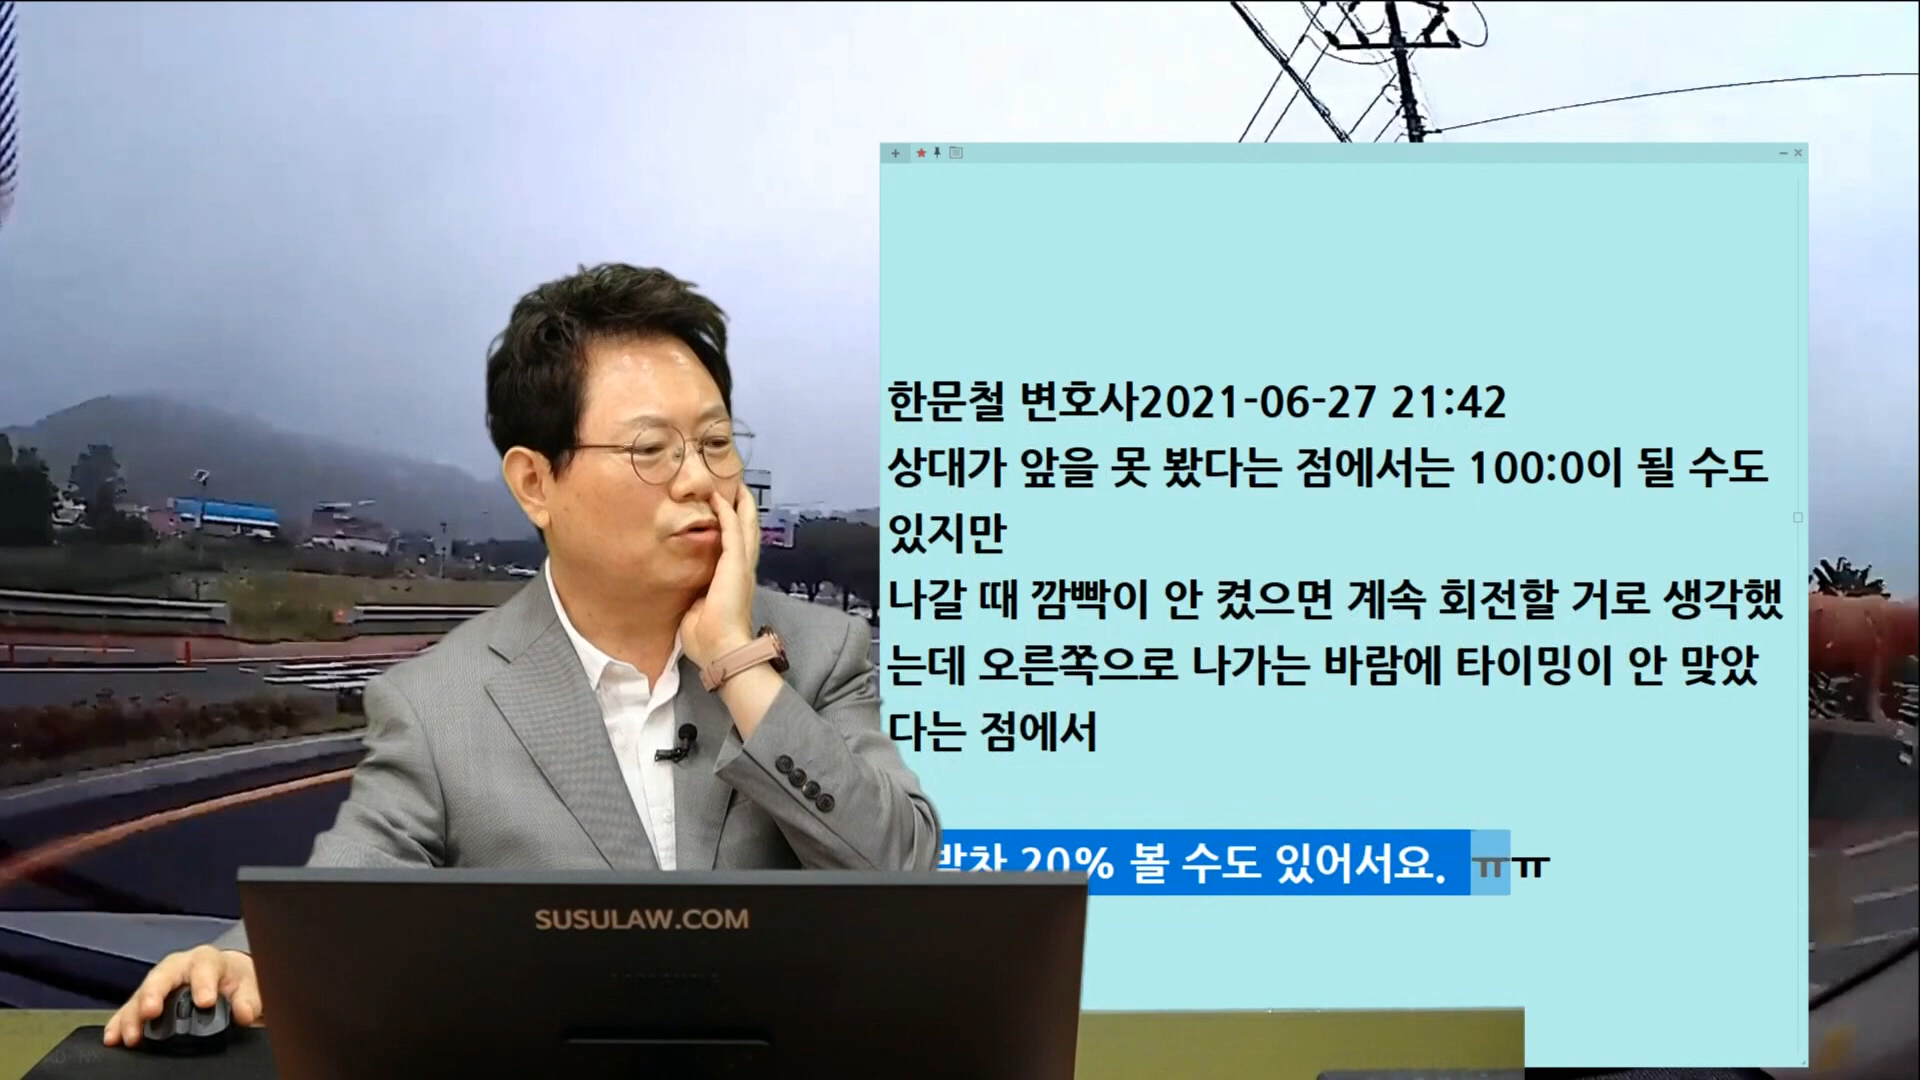 한문철 변호사2021-06-27 21:42
상대가 앞을 못 봤다는 점에서는 100:0이 될 수도
있지만
나갈 때 깜빡이 안 켰으면 계속 회전할 거로 생각했
는데 오른쪽으로 나가는 바람에 타이밍이 안 맞았
다는 점에서
20% 볼 수도 있어서요. ㅠㅠ
SUSULAW.COM